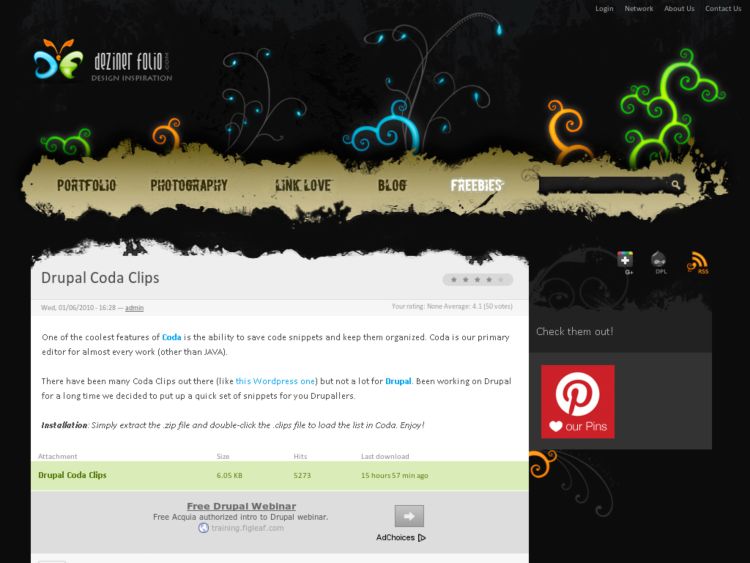 Login Network About Us Contact Us
deziner folio.com
DESIGN INSPIRATION
PORTFOLIO PHOTOGRAPHY LINK LOVE BLOG FREEBIES
G+ DPL RSS
Drupal Coda Clips
Wed, 01/06/2010 - 16:28 — admin
Your rating: None Average: 4.1 (50 votes)
One of the coolest features of Coda is the ability to save code snippets and keep them organized. Coda is our primary
editor for almost every work (other than JAVA).
There have been many Coda Clips out there (like this Wordpress one) but not a lot for Drupal. Been working on Drupal
for a long time we decided to put up a quick set of snippets for you Drupallers.
Installation: Simply extract the .zip file and double-click the .clips file to load the list in Coda. Enjoy!
Attachment Size Hits Last download
Drupal Coda Clips 6.05 KB 5273 15 hours 57 min ago
Free Drupal Webinar
Free Acquia authorized intro to Drupal webinar.
training.figleaf.com
AdChoices
Check them out!
our Pins